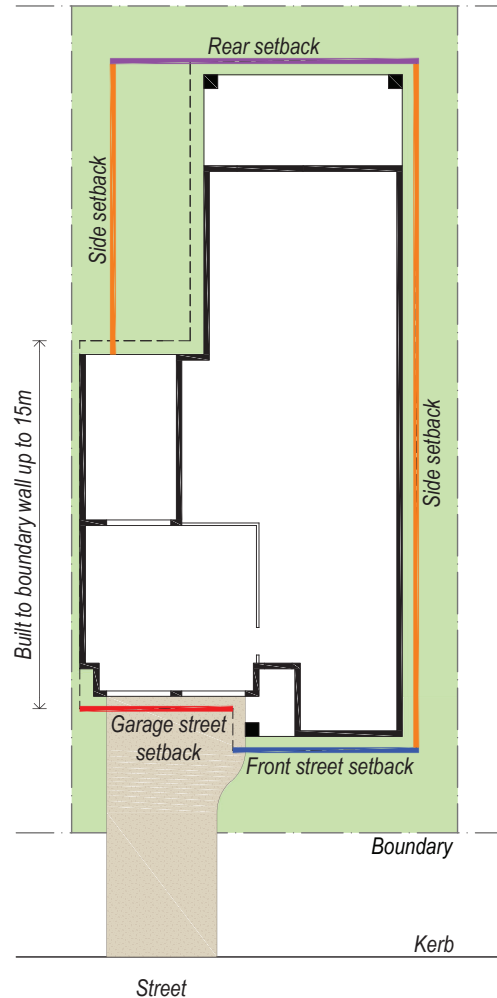 Rear setback
Side setback
Built to boundary wall up to 15m
Side setback
Garage street
setback
Front street setback
Boundary
Kerb
Street